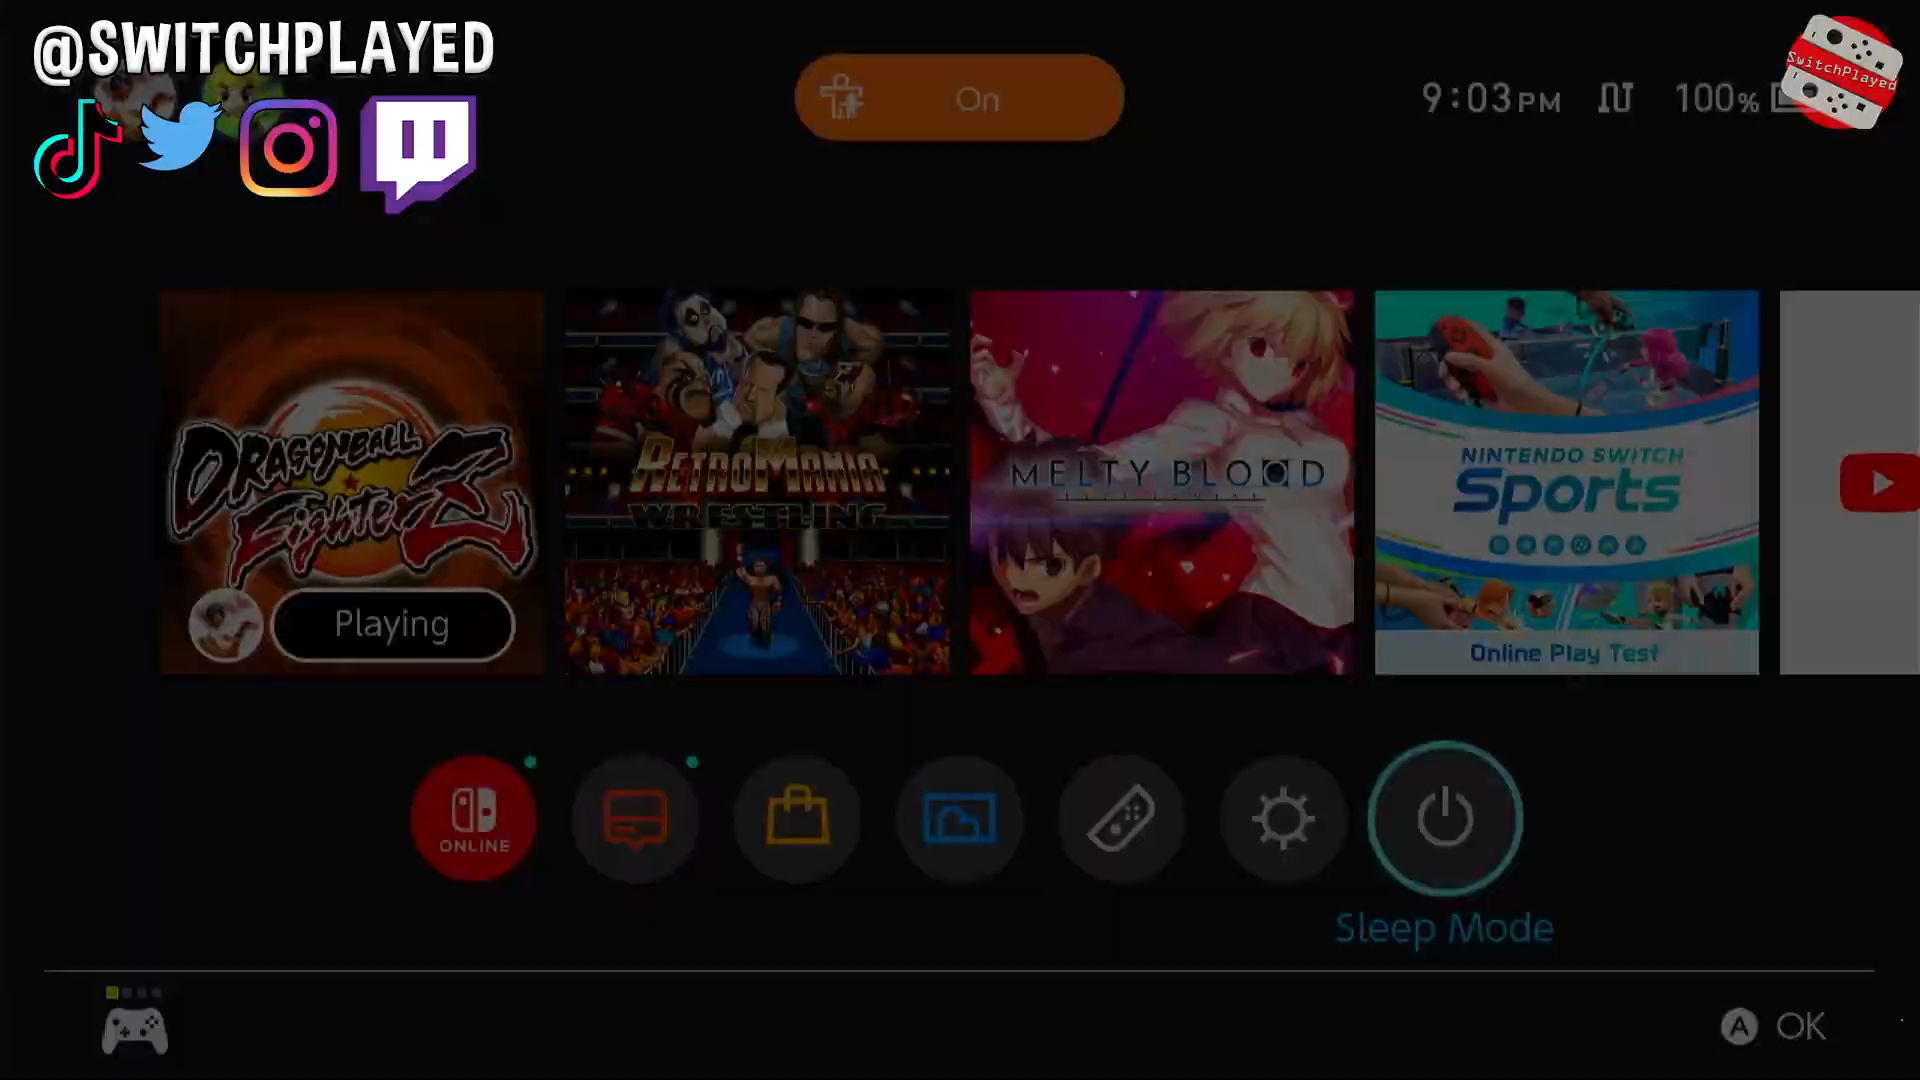 @SWITCHPLAYED
On
9:03 PM
100%
SwitchPlayed
DRAGONBALL
FighterZ
Playing
RETROMANIA
WRESTLING
MELTY BLOOD
NINTENDO SWITCH
Sports
Online Play Test
ONLINE
Sleep Mode
A OK